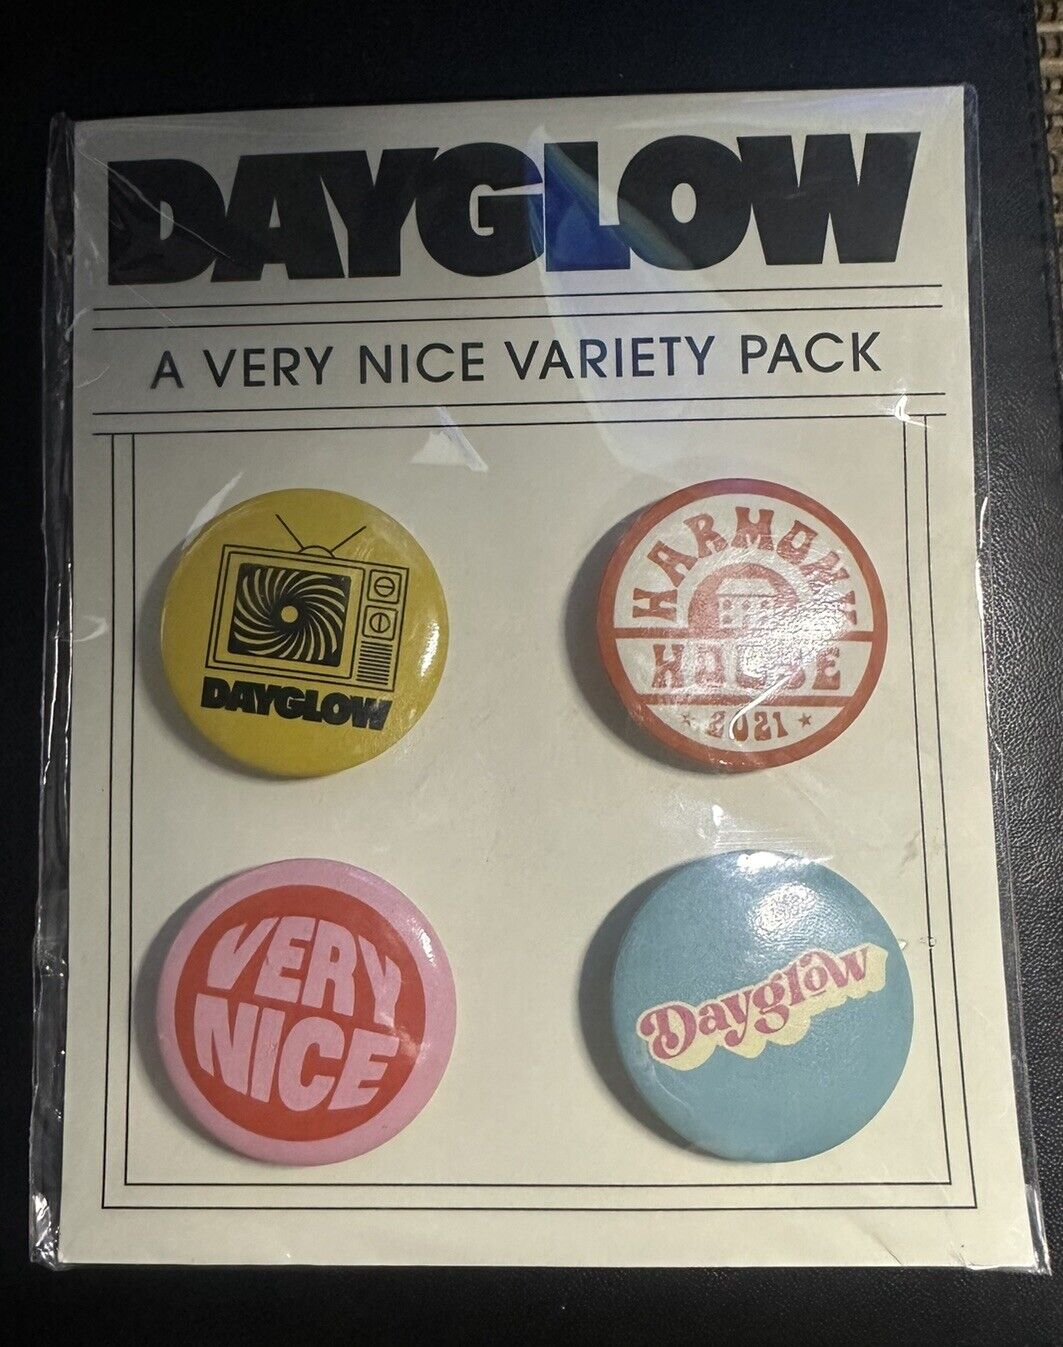 DAYGLOW
A VERY NICE VARIETY PACK
DAYGLOW
HARMONY
HOUSE
2021
VERY
NICE
Dayglow